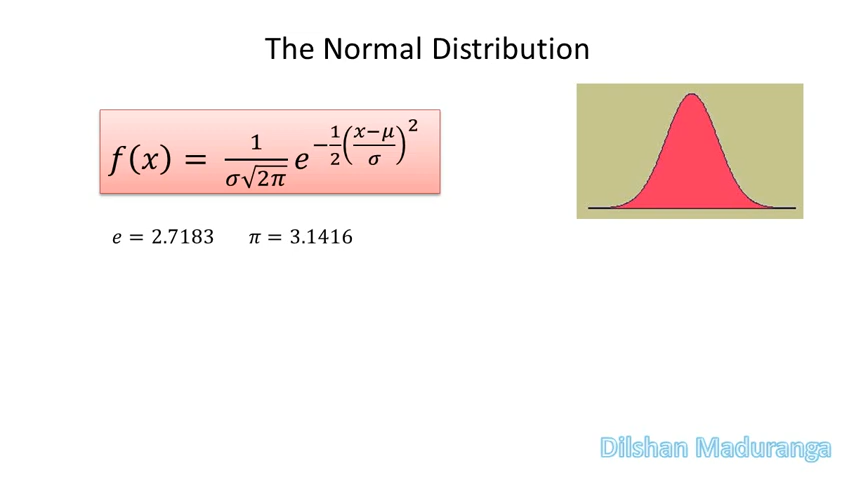 The Normal Distribution
𝑓(𝑥) = 1/(𝜎√2𝜋) 𝑒^(−1/2((𝑥−𝜇)/𝜎)^2)
𝑒 = 2.7183 𝜋 = 3.1416
Dilshan Maduranga